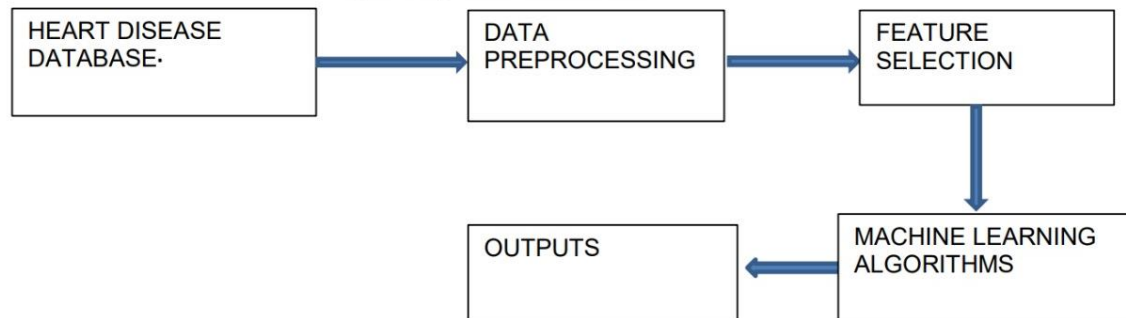 HEART DISEASE
DATABASE·
DATA
PREPROCESSING
FEATURE
SELECTION
MACHINE LEARNING
ALGORITHMS
OUTPUTS